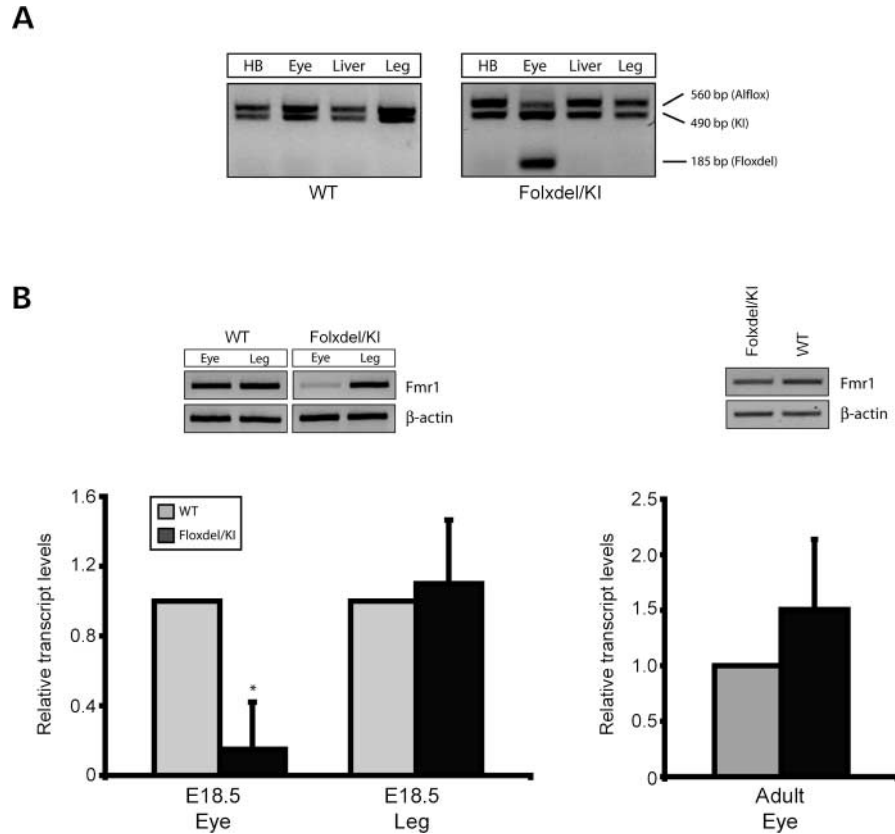 A
HB Eye Liver Leg
HB Eye Liver Leg
560 bp (Alflox)
490 bp (KI)
185 bp (Floxdel)
WT
Folxdel/KI
B
WT Folxdel/KI
Eye Leg Eye Leg
Fmr1
β-actin
Folxdel/KI
WT
Fmr1
β-actin
Relative transcript levels
1.6
1.2
0.8
0.4
0
WT
Floxdel/KI
*
E18.5
Eye
E18.5
Leg
Relative transcript levels
2.5
2.0
1.5
1.0
0.5
0
Adult
Eye